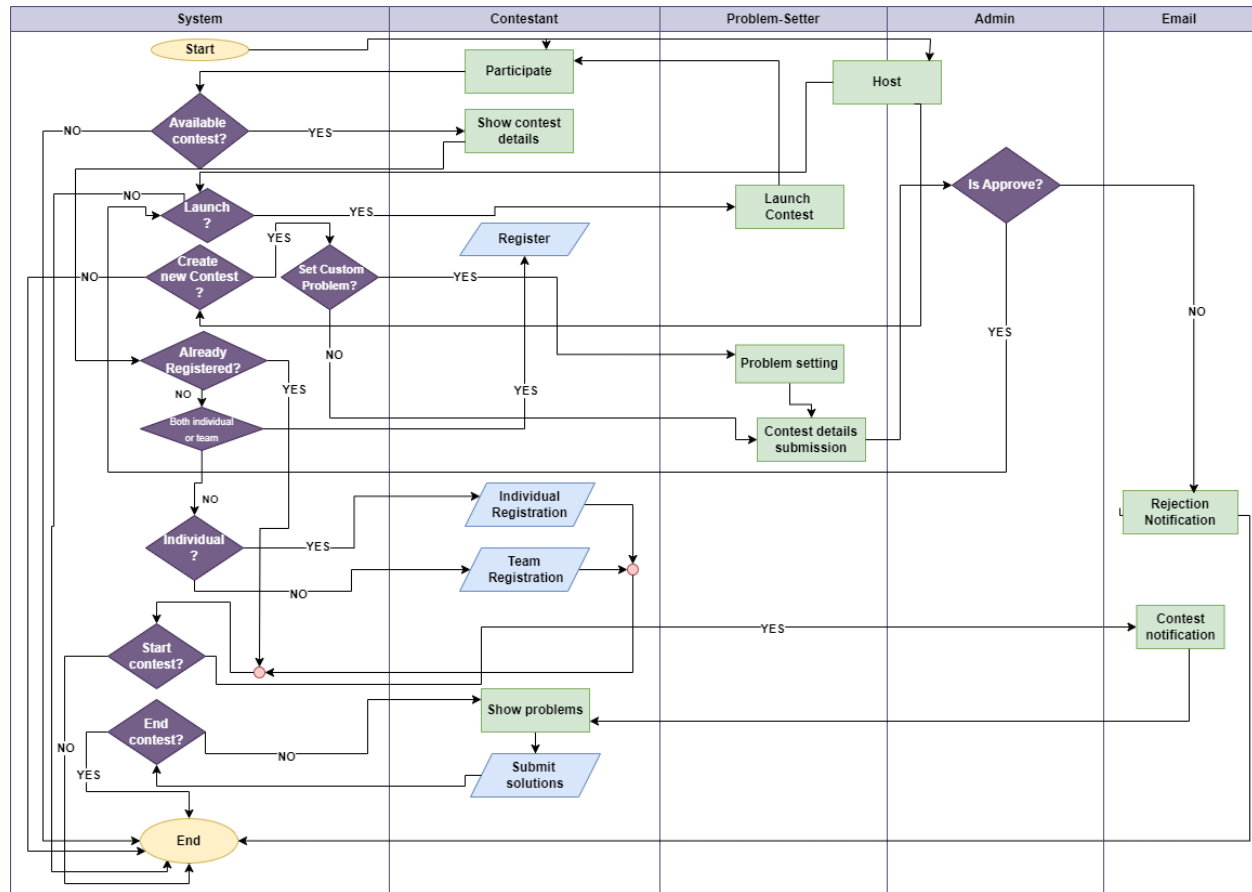 System
Contestant
Problem-Setter
Admin
Email
Start
Participate
Host
Available
contest?
NO
YES
Show contest
details
NO
Launch
?
YES
Launch
Contest
Is Approve?
Register
YES
Create
new Contest
?
NO
Set Custom
Problem?
YES
NO
YES
NO
Already
Registered?
YES
NO
YES
Problem setting
Both individual
or team
Contest details
submission
NO
Individual
?
YES
NO
Individual
Registration
Team
Registration
Rejection
Notification
Start
contest?
YES
Contest
notification
NO
End
contest?
YES
NO
Show problems
Submit
solutions
End